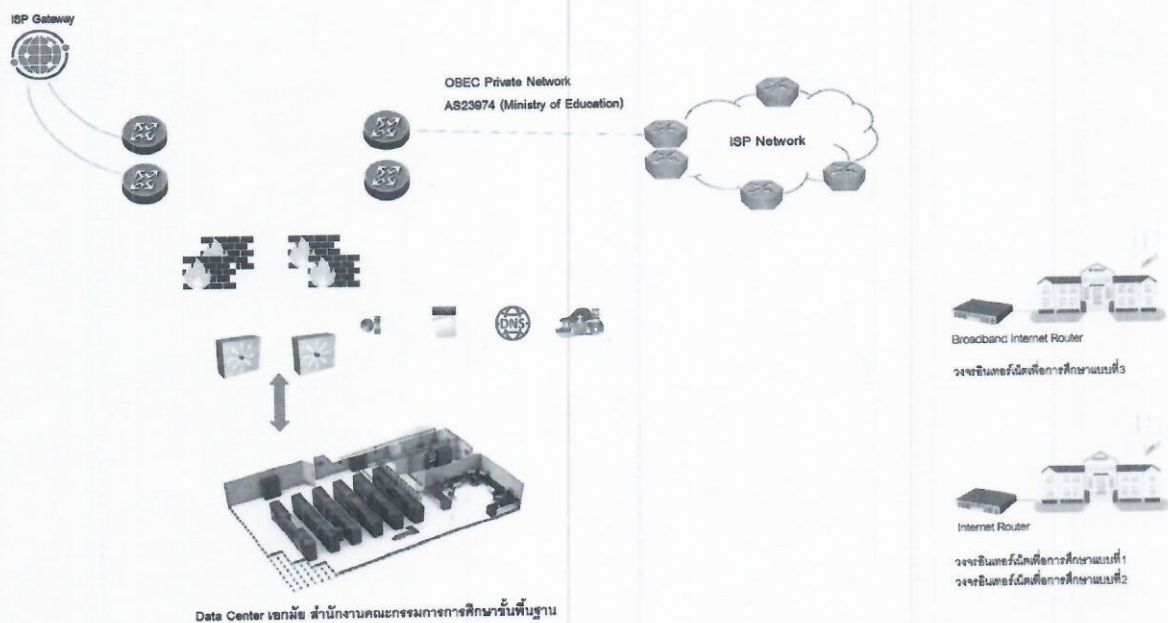 ISP Gateway
OBEC Private Network
AS23974 (Ministry of Education)
ISP Network
DNS
Broadband Internet Router
วงจรอินเทอร์เน็ตเพื่อการศึกษาแบบที่3
Internet Router
วงจรอินเทอร์เน็ตเพื่อการศึกษาแบบที่1
วงจรอินเทอร์เน็ตเพื่อการศึกษาแบบที่2
Data Center เอกมัย สำนักงานคณะกรรมการการศึกษาขั้นพื้นฐาน